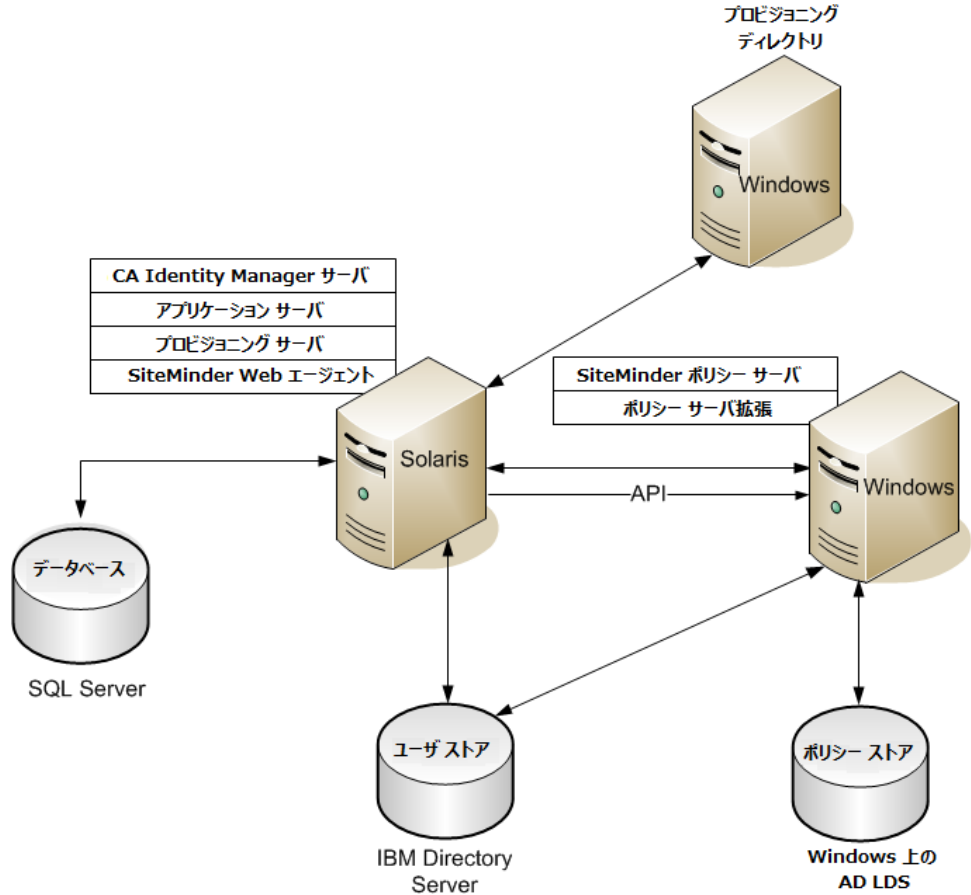 プロビジョニング
ディレクトリ
Windows
CA Identity Manager サーバ
アプリケーション サーバ
プロビジョニング サーバ
SiteMinder Web エージェント
SiteMinder ポリシー サーバ
ポリシー サーバ拡張
Solaris
API
Windows
データベース
SQL Server
ユーザ ストア
IBM Directory
Server
ポリシー ストア
Windows 上の
AD LDS